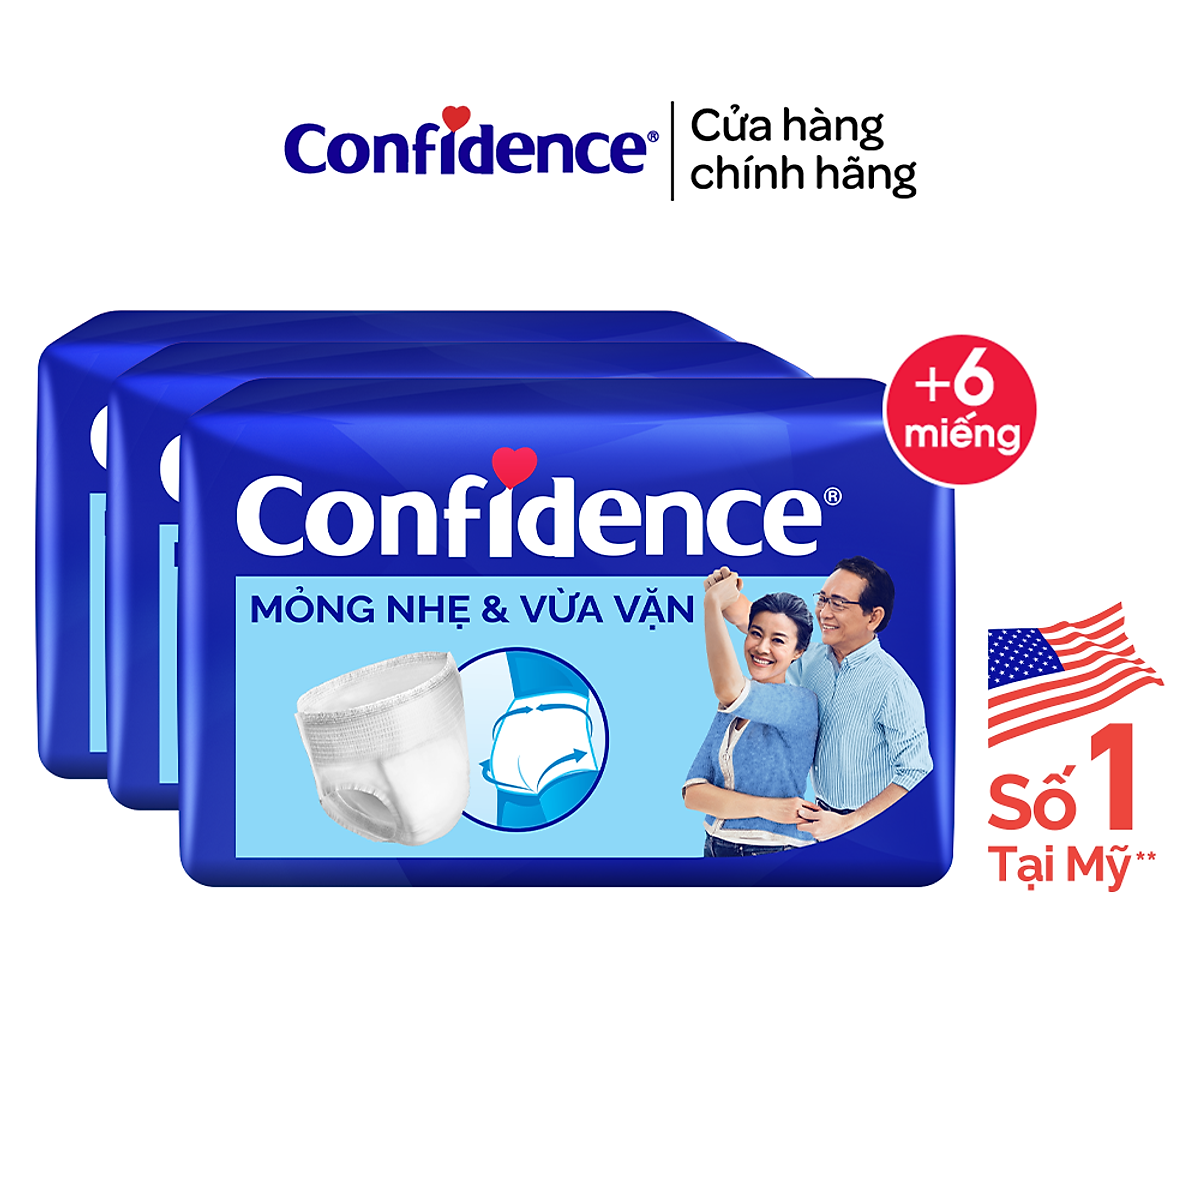 Confidence® Cửa hàng
chính hãng
+6
miếng
Confidence®
MỎNG NHẸ & VỪA VẶN
Số 1
Tại Mỹ**